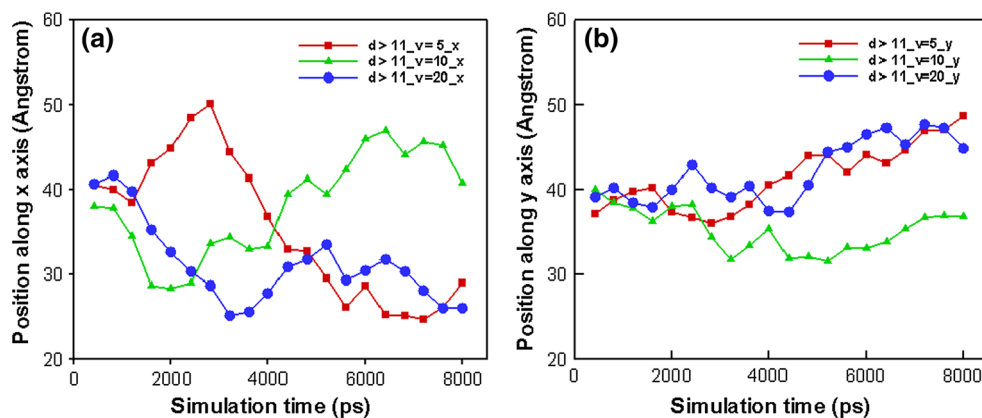 (a)
d > 11_v= 5_x
d > 11_v=10_x
d > 11_v=20_x
60
50
40
30
20
0
2000
4000
6000
8000
Position along x axis (Angstrom)
Simulation time (ps)
(b)
d > 11_v=5_y
d > 11_v=10_y
d > 11_v=20_y
60
50
40
30
20
0
2000
4000
6000
8000
Position along y axis (Angstrom)
Simulation time (ps)